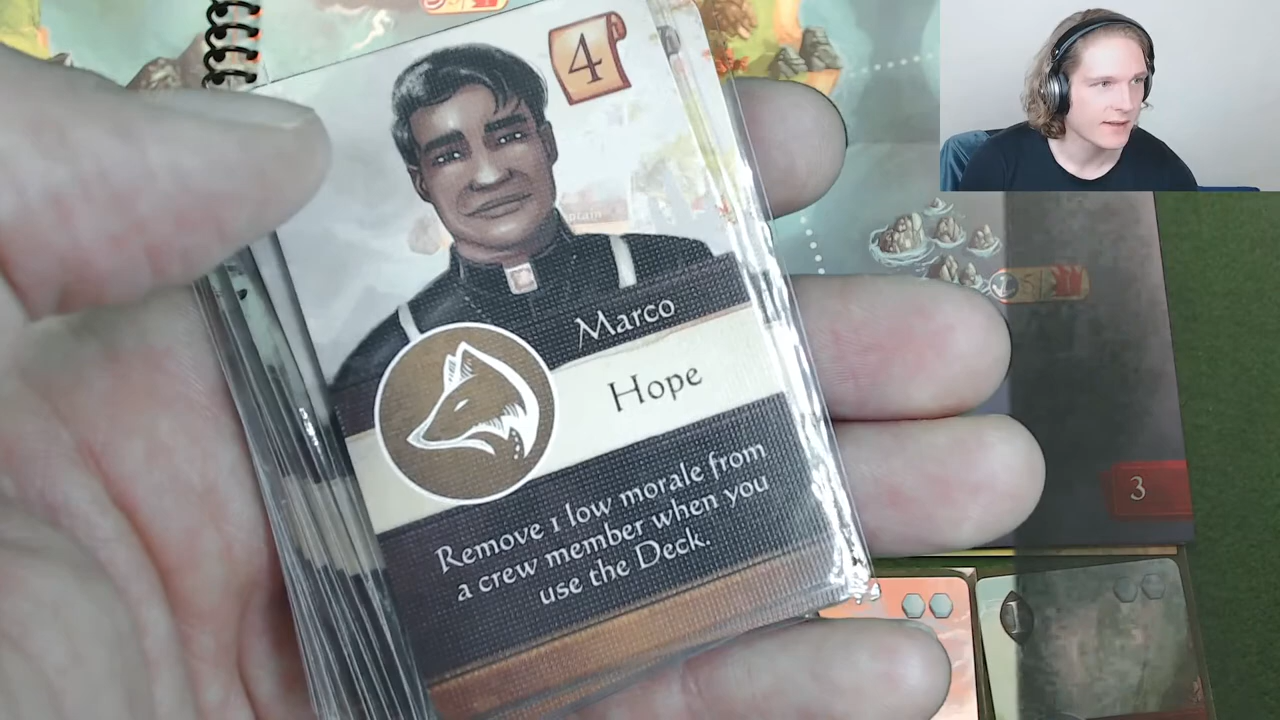 4
Marco
Hope
Remove 1 low morale from
a crew member when you
use the Deck.
3